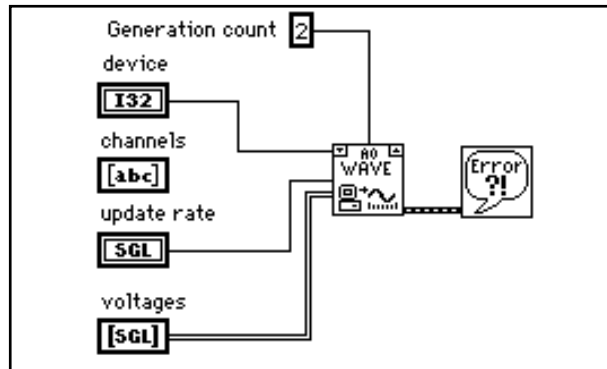 Generation count 2
device
I32
channels
[abc]
update rate
SGL
voltages
[SGL]
AO
WAVE
Error
?!